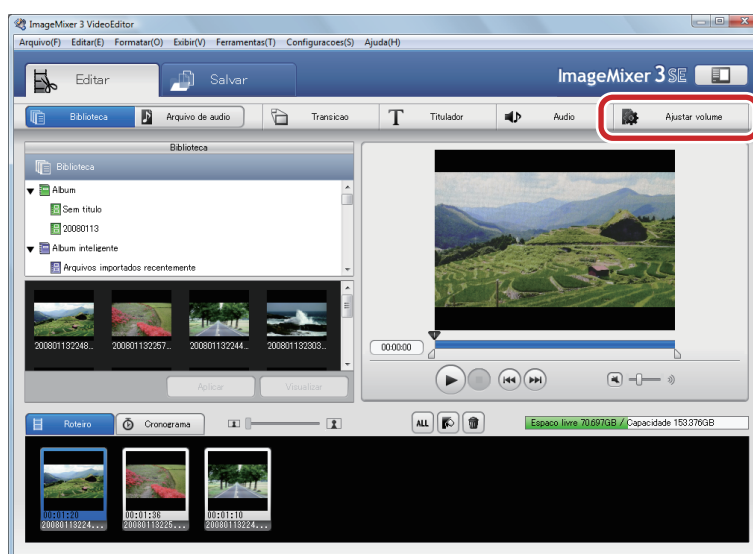 ImageMixer 3 VideoEditor
Arquivo(F) Editar(E) Formatar(O) Exibir(V) Ferramentas(T) Configuracoes(S) Ajuda(H)
Editar
Salvar
ImageMixer 3 SE
Biblioteca
Arquivo de audio
Transicao
T Titulador
Audio
Ajustar volume
Biblioteca
Biblioteca
Album
Sem titulo
20080113
Album inteligente
Arquivos importados recentemente
200801132248...
200801132257...
200801132244...
200801132303...
00:00:00
Aplicar
Visualizar
Roteiro
Cronograma
ALL
Espaco livre 70.697GB / Capacidade 153.376GB
00:01:20
20080113224...
00:01:36
20080113225...
00:01:10
20080113224...